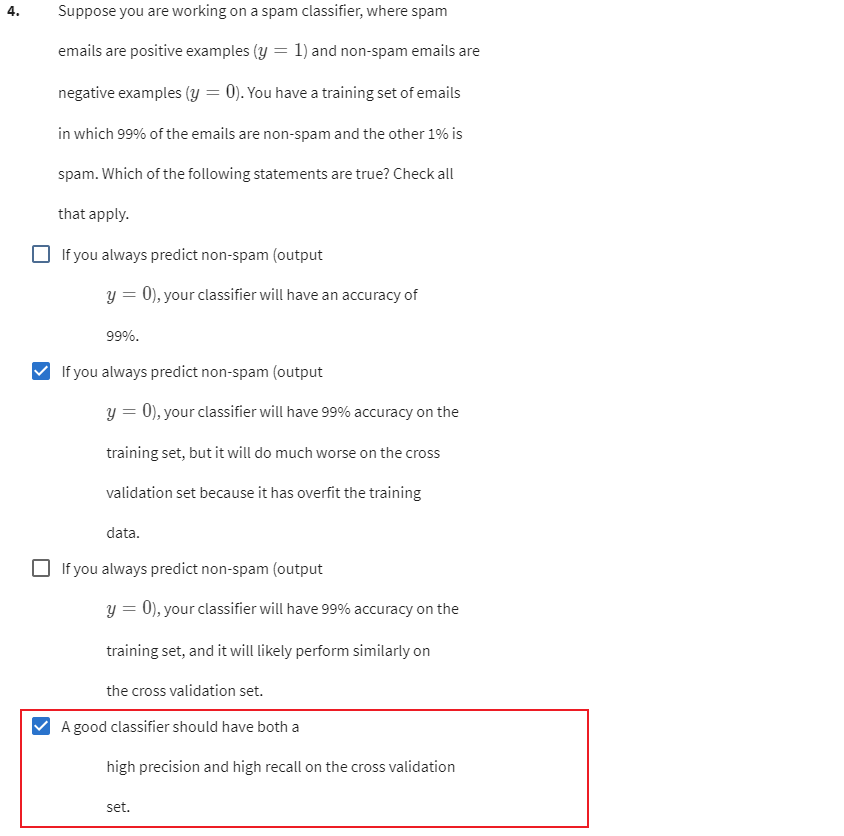 4. Suppose you are working on a spam classifier, where spam
emails are positive examples (y = 1) and non-spam emails are
negative examples (y = 0). You have a training set of emails
in which 99% of the emails are non-spam and the other 1% is
spam. Which of the following statements are true? Check all
that apply.
If you always predict non-spam (output
y = 0), your classifier will have an accuracy of
99%.
If you always predict non-spam (output
y = 0), your classifier will have 99% accuracy on the
training set, but it will do much worse on the cross
validation set because it has overfit the training
data.
If you always predict non-spam (output
y = 0), your classifier will have 99% accuracy on the
training set, and it will likely perform similarly on
the cross validation set.
A good classifier should have both a
high precision and high recall on the cross validation
set.